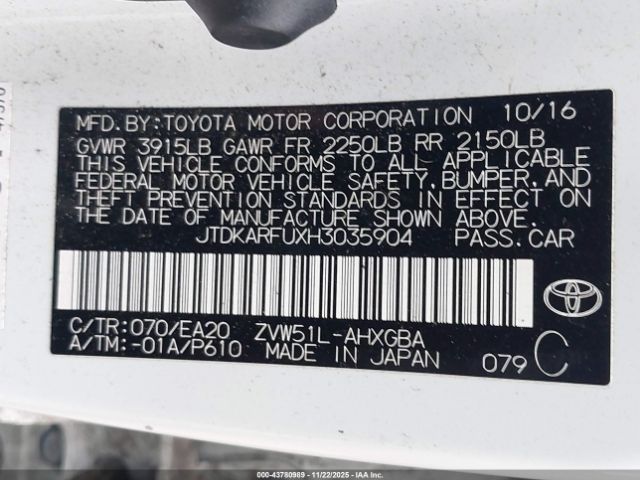 MFD.BY:TOYOTA MOTOR CORPORATION 10/16
GVWR 3915LB GAWR FR 2250LB RR 2150LB
THIS VEHICLE CONFORMS TO ALL APPLICABLE
FEDERAL MOTOR VEHICLE SAFETY,BUMPER,AND
THEFT PREVENTION STANDARDS IN EFFECT ON
THE DATE OF MANUFACTURE SHOWN ABOVE.
JTDKARFUXH3035904 PASS.CAR
C/TR:070/EA20 ZVW51L-AHXGBA
A/TM:-01A/P610 MADE IN JAPAN 079 C
000-43780989 - 11/22/2025 - IAA Inc.